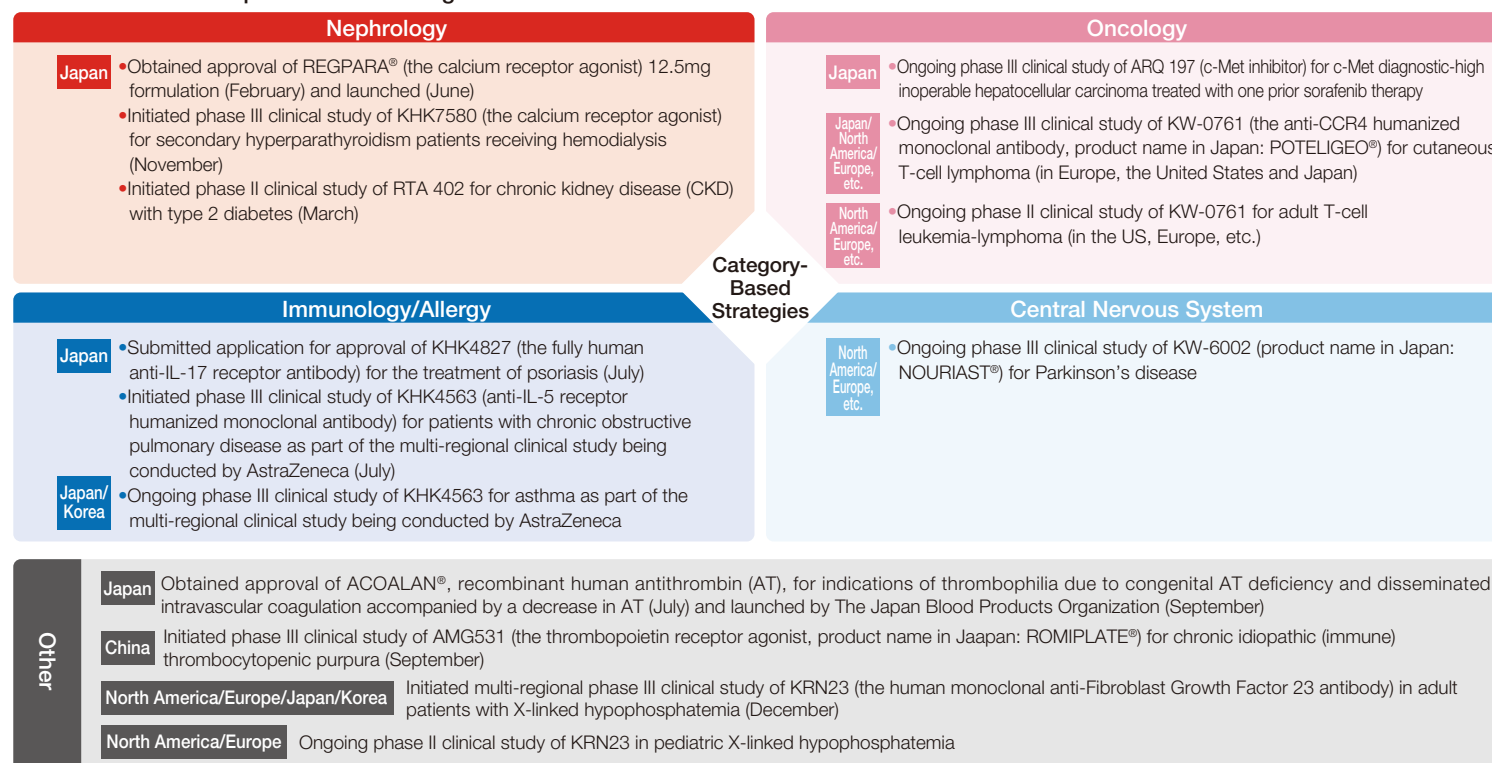 Nephrology
Japan
•Obtained approval of REGPARA® (the calcium receptor agonist) 12.5mg
formulation (February) and launched (June)
•Initiated phase III clinical study of KHK7580 (the calcium receptor agonist)
for secondary hyperparathyroidism patients receiving hemodialysis
(November)
•Initiated phase II clinical study of RTA 402 for chronic kidney disease (CKD)
with type 2 diabetes (March)
Oncology
Japan
•Ongoing phase III clinical study of ARQ 197 (c-Met inhibitor) for c-Met diagnostic-high
inoperable hepatocellular carcinoma treated with one prior sorafenib therapy
Japan/
North
America/
Europe,
etc.
•Ongoing phase III clinical study of KW-0761 (the anti-CCR4 humanized
monoclonal antibody, product name in Japan: POTELIGEO®) for cutaneous
T-cell lymphoma (in Europe, the United States and Japan)
North
America/
Europe,
etc.
•Ongoing phase II clinical study of KW-0761 for adult T-cell
leukemia-lymphoma (in the US, Europe, etc.)
Category-
Based
Strategies
Immunology/Allergy
Japan
•Submitted application for approval of KHK4827 (the fully human
anti-IL-17 receptor antibody) for the treatment of psoriasis (July)
•Initiated phase III clinical study of KHK4563 (anti-IL-5 receptor
humanized monoclonal antibody) for patients with chronic obstructive
pulmonary disease as part of the multi-regional clinical study being
conducted by AstraZeneca (July)
Japan/
Korea
•Ongoing phase III clinical study of KHK4563 for asthma as part of the
multi-regional clinical study being conducted by AstraZeneca
Central Nervous System
North
America/
Europe,
etc.
•Ongoing phase III clinical study of KW-6002 (product name in Japan:
NOURIAST®) for Parkinson's disease
Other
Japan
Obtained approval of ACOALAN®, recombinant human antithrombin (AT), for indications of thrombophilia due to congenital AT deficiency and disseminated
intravascular coagulation accompanied by a decrease in AT (July) and launched by The Japan Blood Products Organization (September)
China
Initiated phase III clinical study of AMG531 (the thrombopoietin receptor agonist, product name in Jaapan: ROMIPLATE®) for chronic idiopathic (immune)
thrombocytopenic purpura (September)
North America/Europe/Japan/Korea
Initiated multi-regional phase III clinical study of KRN23 (the human monoclonal anti-Fibroblast Growth Factor 23 antibody) in adult
patients with X-linked hypophosphatemia (December)
North America/Europe
Ongoing phase II clinical study of KRN23 in pediatric X-linked hypophosphatemia